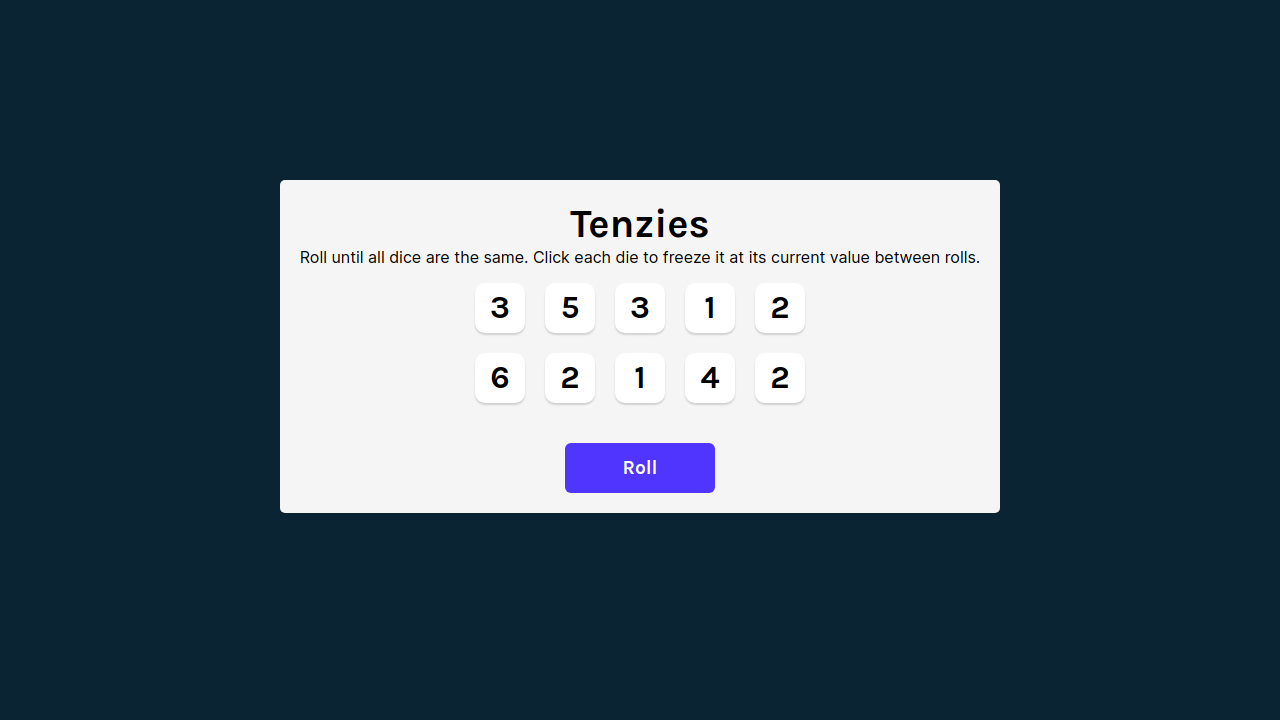 Tenzies
Roll until all dice are the same. Click each die to freeze it at its current value between rolls.
3 5 3 1 2
6 2 1 4 2
Roll